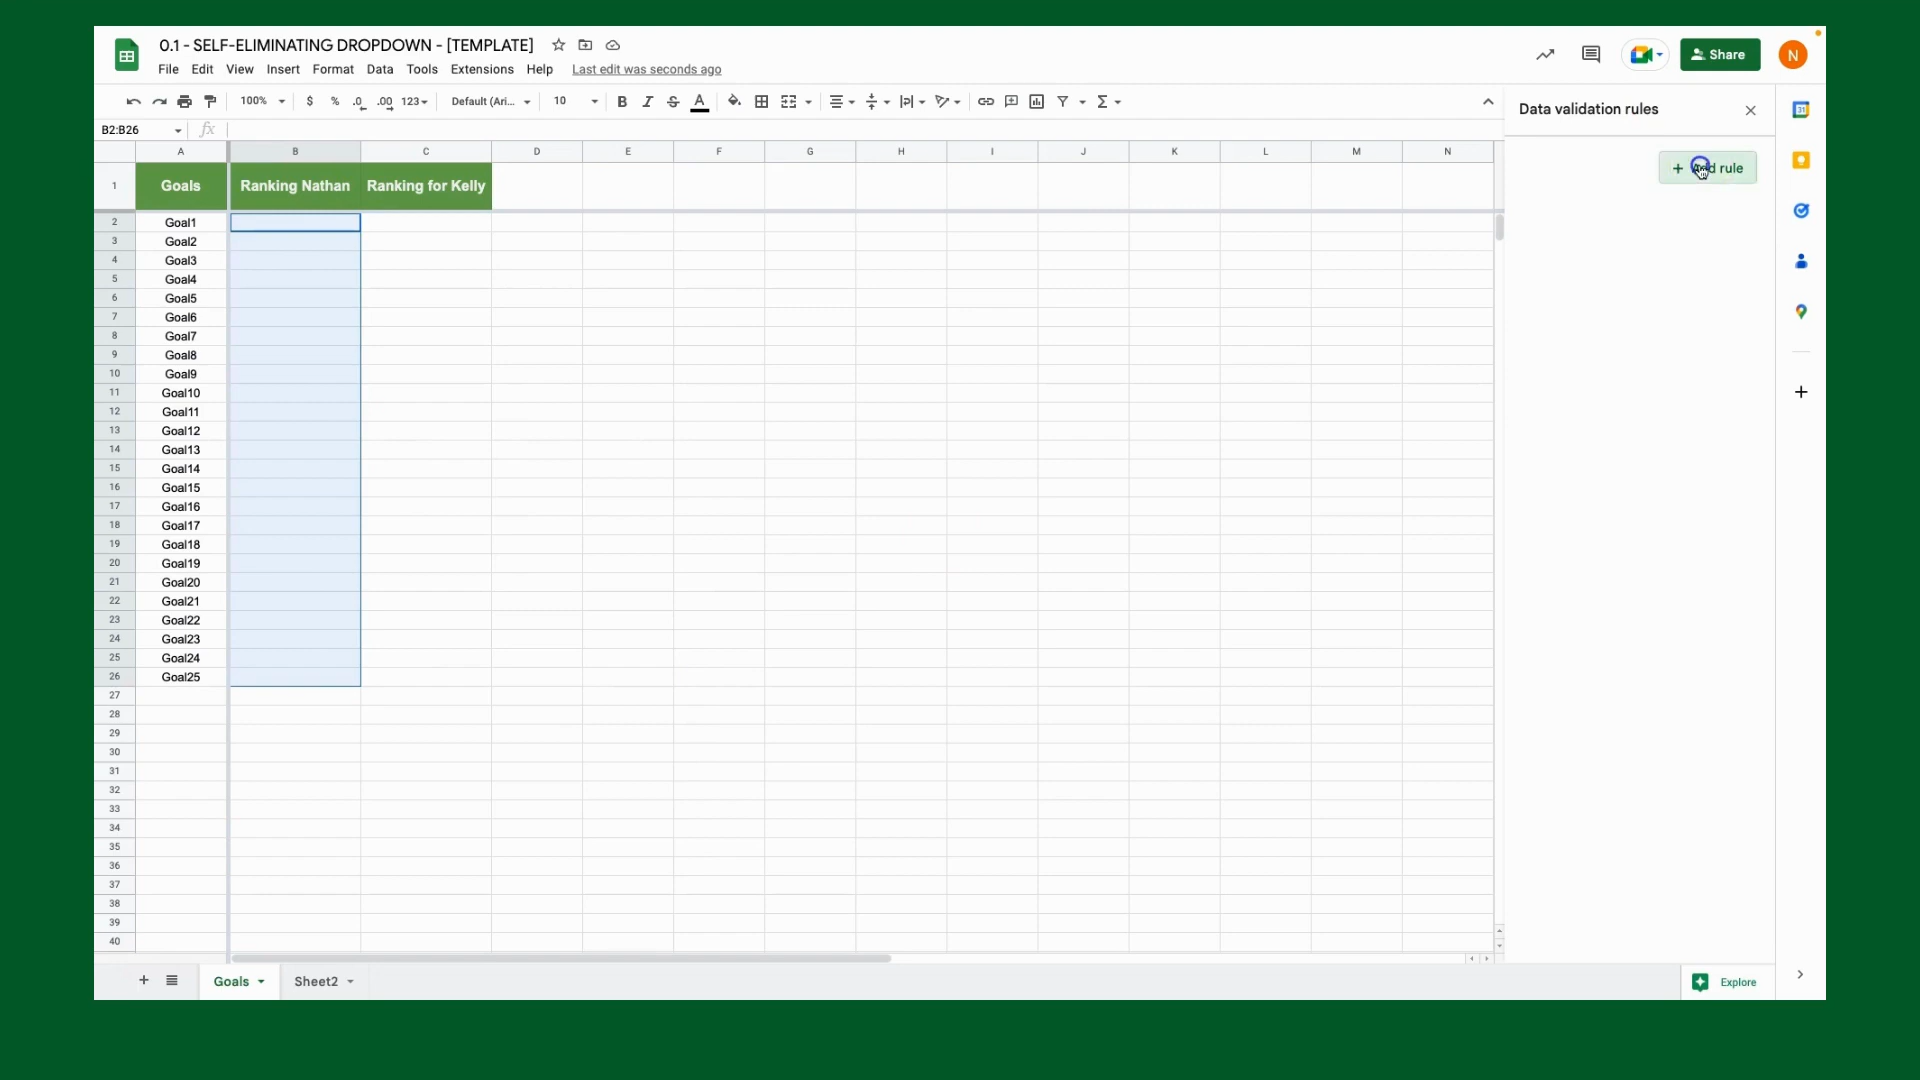 0.1 - SELF-ELIMINATING DROPDOWN - [TEMPLATE]
File Edit View Insert Format Data Tools Extensions Help Last edit was seconds ago
Share
N
100% $ % .0 .00 123 Default (Ari... 10 B I S A Σ
Data validation rules
B2:B26 fx
+ rule
A B C D E F G H I J K L M N
1 Goals Ranking Nathan Ranking for Kelly
2 Goal1
3 Goal2
4 Goal3
5 Goal4
6 Goal5
7 Goal6
8 Goal7
9 Goal8
10 Goal9
11 Goal10
12 Goal11
13 Goal12
14 Goal13
15 Goal14
16 Goal15
17 Goal16
18 Goal17
19 Goal18
20 Goal19
21 Goal20
22 Goal21
23 Goal22
24 Goal23
25 Goal24
26 Goal25
27
28
29
30
31
32
33
34
35
36
37
38
39
40
+ Goals Sheet2
Explore